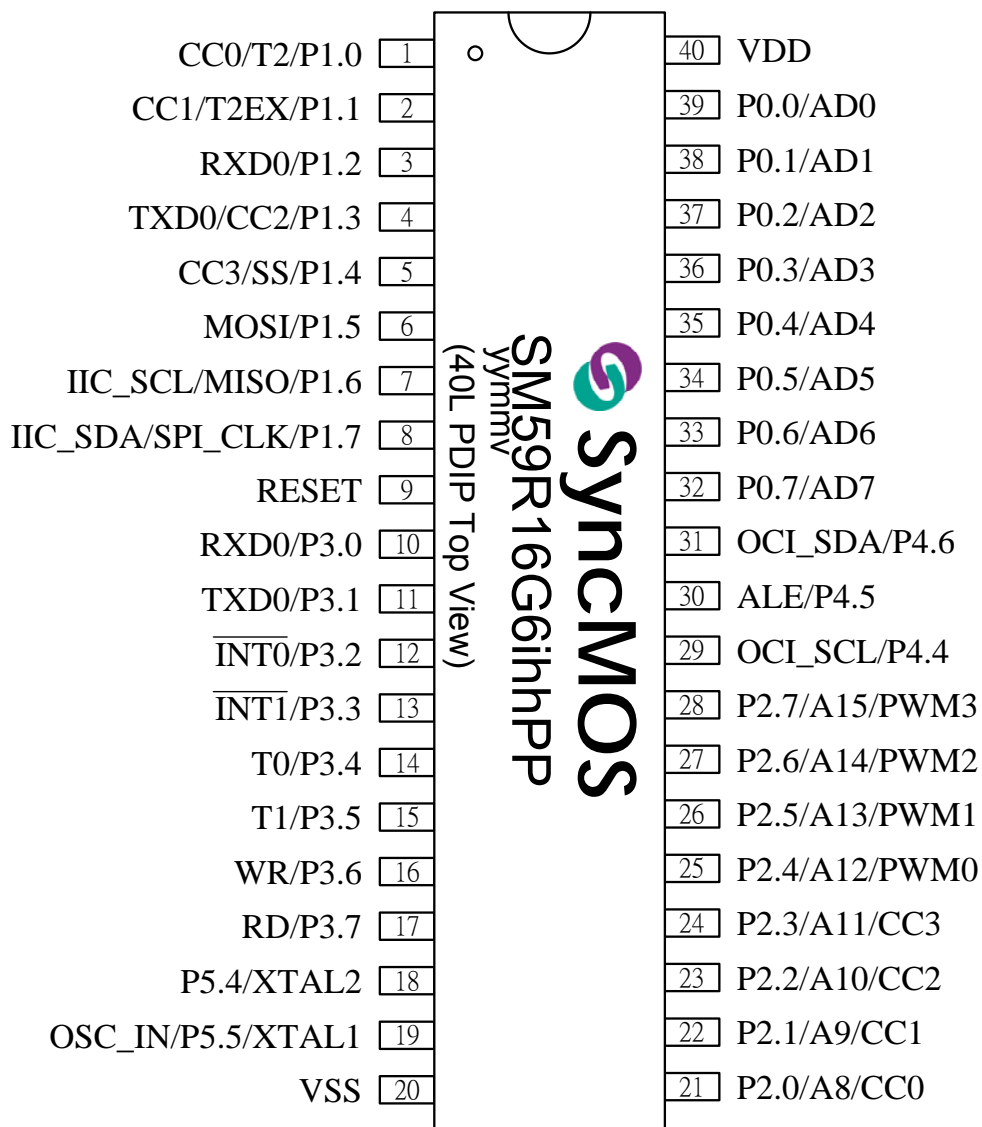 CC0/T2/P1.0 1
CC1/T2EX/P1.1 2
RXD0/P1.2 3
TXD0/CC2/P1.3 4
CC3/SS/P1.4 5
MOSI/P1.5 6
IIC_SCL/MISO/P1.6 7
IIC_SDA/SPI_CLK/P1.7 8
RESET 9
RXD0/P3.0 10
TXD0/P3.1 11
INT0/P3.2 12
INT1/P3.3 13
T0/P3.4 14
T1/P3.5 15
WR/P3.6 16
RD/P3.7 17
P5.4/XTAL2 18
OSC_IN/P5.5/XTAL1 19
VSS 20
SyncMOS
SM59R16G6ihhPP
yymmv
(40L PDIP Top View)
40 VDD
39 P0.0/AD0
38 P0.1/AD1
37 P0.2/AD2
36 P0.3/AD3
35 P0.4/AD4
34 P0.5/AD5
33 P0.6/AD6
32 P0.7/AD7
31 OCI_SDA/P4.6
30 ALE/P4.5
29 OCI_SCL/P4.4
28 P2.7/A15/PWM3
27 P2.6/A14/PWM2
26 P2.5/A13/PWM1
25 P2.4/A12/PWM0
24 P2.3/A11/CC3
23 P2.2/A10/CC2
22 P2.1/A9/CC1
21 P2.0/A8/CC0